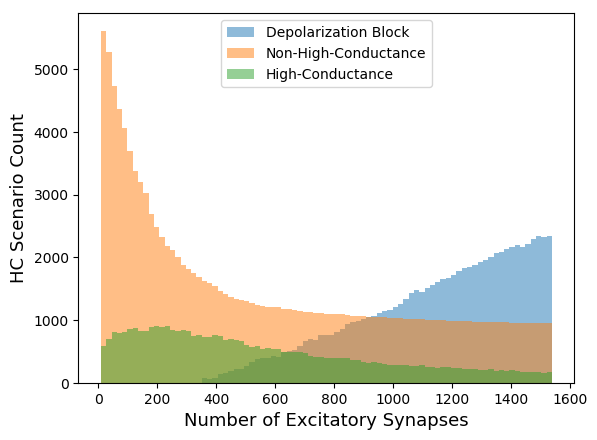 Depolarization Block
Non-High-Conductance
High-Conductance
HC Scenario Count
5000
4000
3000
2000
1000
0
0 200 400 600 800 1000 1200 1400 1600
Number of Excitatory Synapses